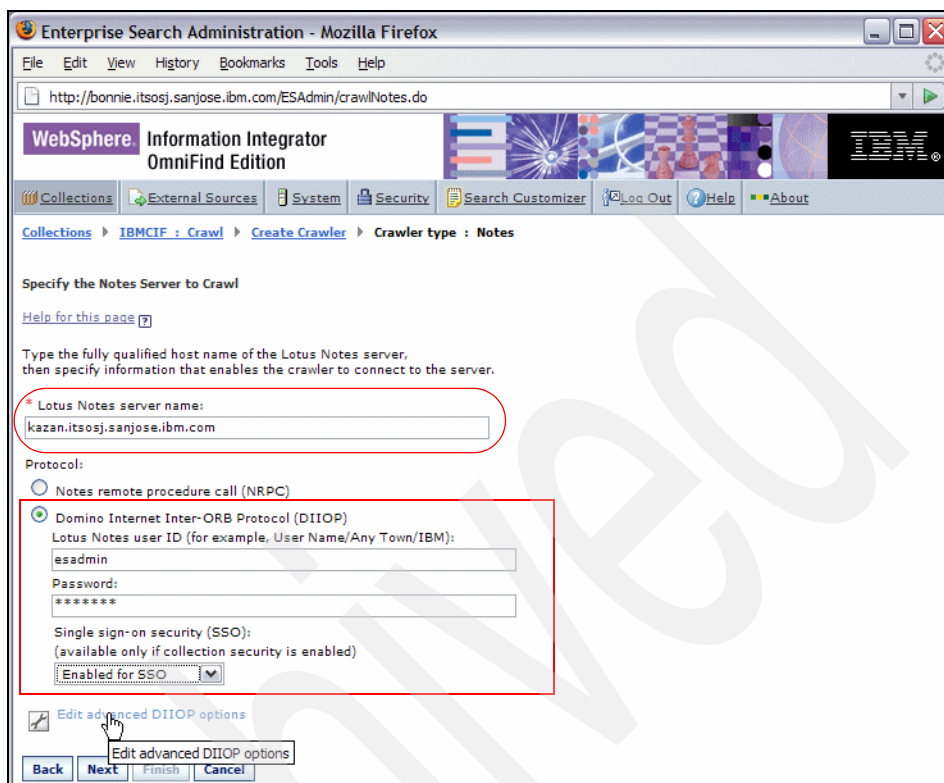 Enterprise Search Administration - Mozilla Firefox
File Edit View History Bookmarks Tools Help
http://bonnie.itsosj.sanjose.ibm.com/ESAdmin/crawlNotes.do
WebSphere. Information Integrator
OmniFind Edition
IBM®
Collections External Sources System Security Search Customizer Log Out Help About
Collections IBMCIF : Crawl Create Crawler Crawler type : Notes
Specify the Notes Server to Crawl
Help for this page ?
Type the fully qualified host name of the Lotus Notes server,
then specify information that enables the crawler to connect to the server.
* Lotus Notes server name:
kazan.itsosj.sanjose.ibm.com
Protocol:
Notes remote procedure call (NRPC)
Domino Internet Inter-ORB Protocol (DIIOP)
Lotus Notes user ID (for example, User Name/Any Town/IBM):
esadmin
Password:
*******
Single sign-on security (SSO):
(available only if collection security is enabled)
Enabled for SSO
Edit advanced DIIOP options
Edit advanced DIIOP options
Back Next Finish Cancel